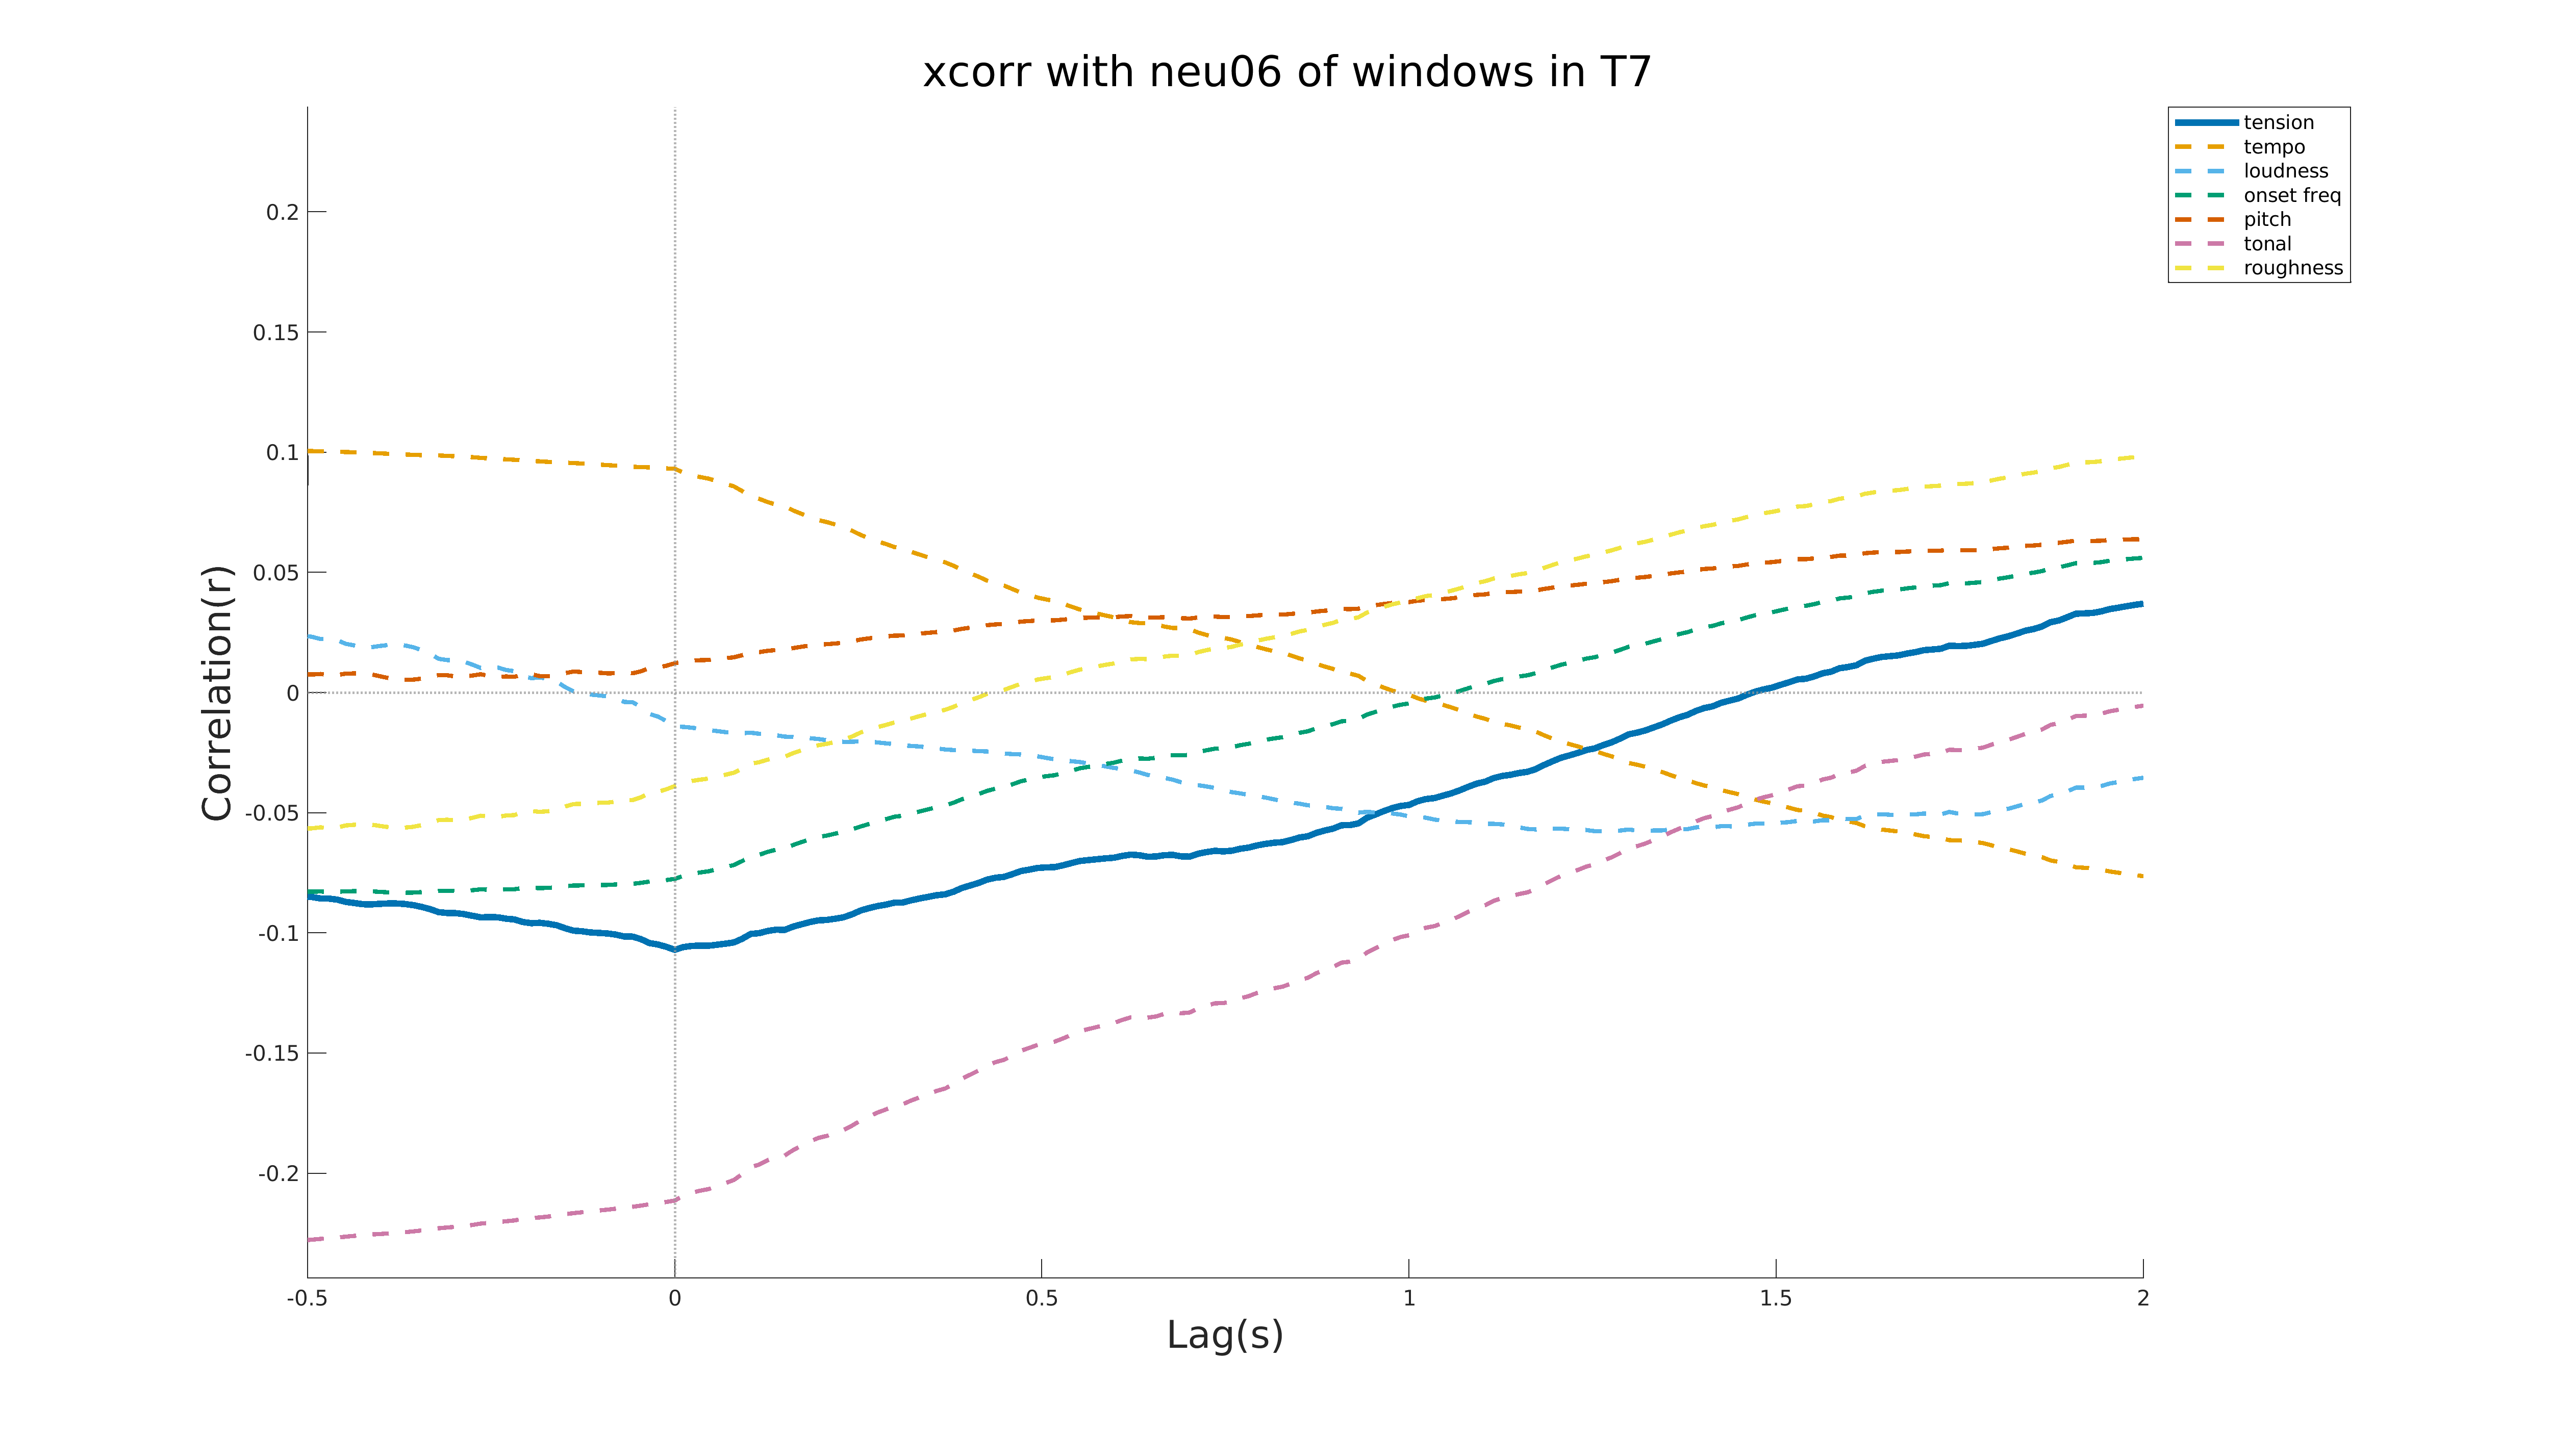 xcorr with neu06 of windows in T7
tension
tempo
loudness
onset freq
pitch
tonal
roughness
Correlation(r)
0.2
0.15
0.1
0.05
0
-0.05
-0.1
-0.15
-0.2
-0.5 0 0.5 1 1.5 2
Lag(s)